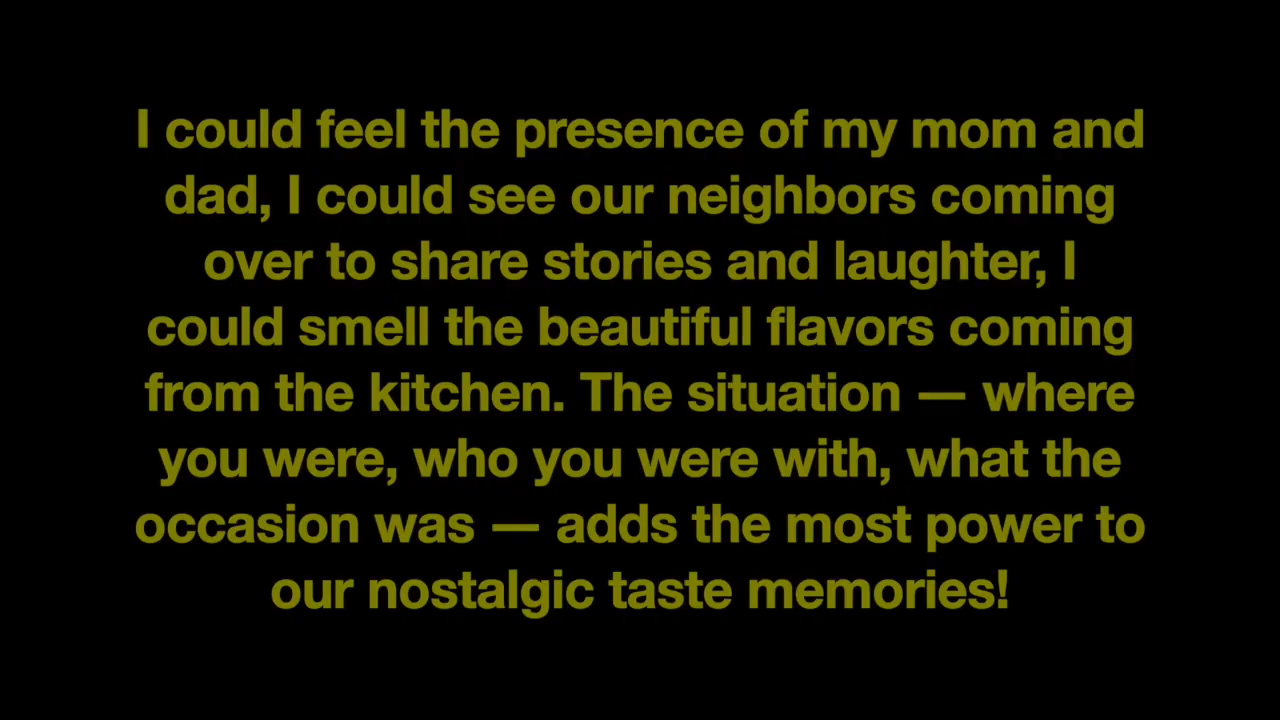 I could feel the presence of my mom and
dad, I could see our neighbors coming
over to share stories and laughter, I
could smell the beautiful flavors coming
from the kitchen. The situation — where
you were, who you were with, what the
occasion was — adds the most power to
our nostalgic taste memories!